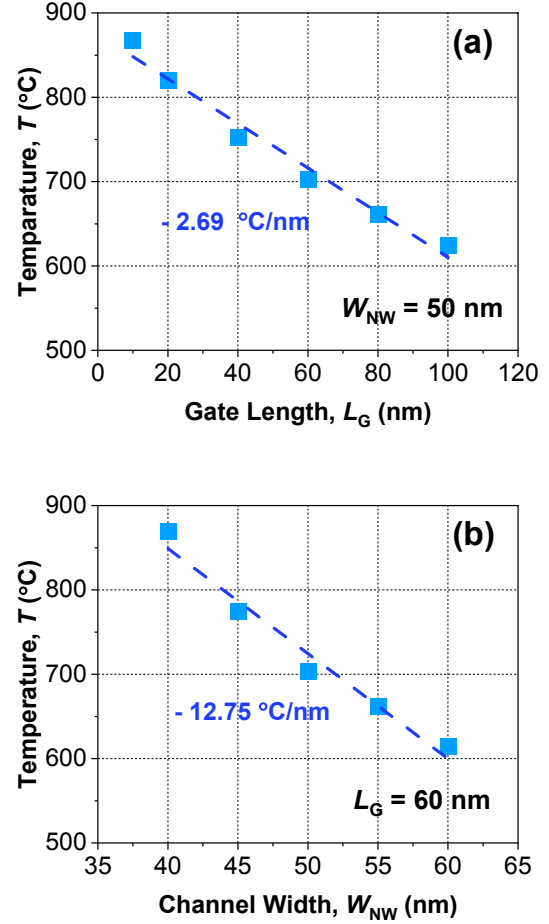 900
(a)
800
700
600
500
Temparature, T (°C)
- 2.69 °C/nm
W_NW = 50 nm
0 20 40 60 80 100 120
Gate Length, L_G (nm)
900
(b)
800
700
600
500
Temperature, T (°C)
- 12.75 °C/nm
L_G = 60 nm
35 40 45 50 55 60 65
Channel Width, W_NW (nm)